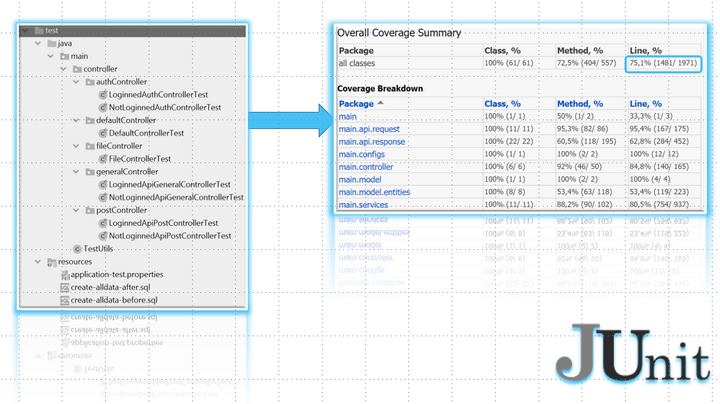 test
java
main
controller
authController
LoginnedAuthControllerTest
NotLoginnedAuthControllerTest
defaultController
DefaultControllerTest
fileController
FileControllerTest
generalController
LoginnedApiGeneralControllerTest
NotLoginnedApiGeneralControllerTest
postController
LoginnedApiPostControllerTest
NotLoginnedApiPostControllerTest
TestUtils
resources
application-test.properties
create-alldata-after.sql
create-alldata-before.sql
Overall Coverage Summary
Package Class, % Method, % Line, %
all classes 100% (61/ 61) 72,5% (404/ 557) 75,1% (1481/ 1971)
Coverage Breakdown
Package Class, % Method, % Line, %
main 100% (1/ 1) 50% (1/ 2) 33,3% (1/ 3)
main.api.request 100% (11/ 11) 95,3% (82/ 86) 95,4% (167/ 175)
main.api.response 100% (22/ 22) 60,5% (118/ 195) 62,8% (284/ 452)
main.configs 100% (1/ 1) 100% (2/ 2) 100% (12/ 12)
main.controller 100% (6/ 6) 92% (46/ 50) 84,8% (140/ 165)
main.model 100% (1/ 1) 100% (2/ 2) 100% (4/ 4)
main.model.entities 100% (8/ 8) 53,4% (63/ 118) 53,4% (119/ 223)
main.services 100% (11/ 11) 88,2% (90/ 102) 80,5% (754/ 937)
JUnit